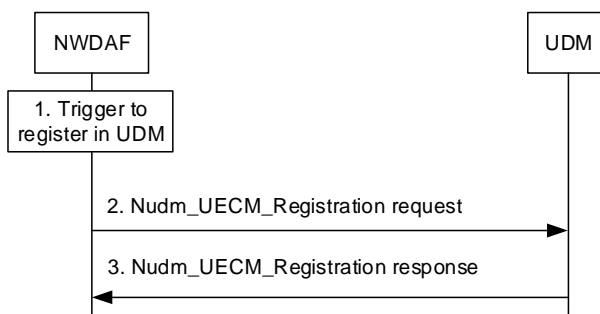 NWDAF
UDM
1. Trigger to
register in UDM
2. Nudm_UECM_Registration request
3. Nudm_UECM_Registration response